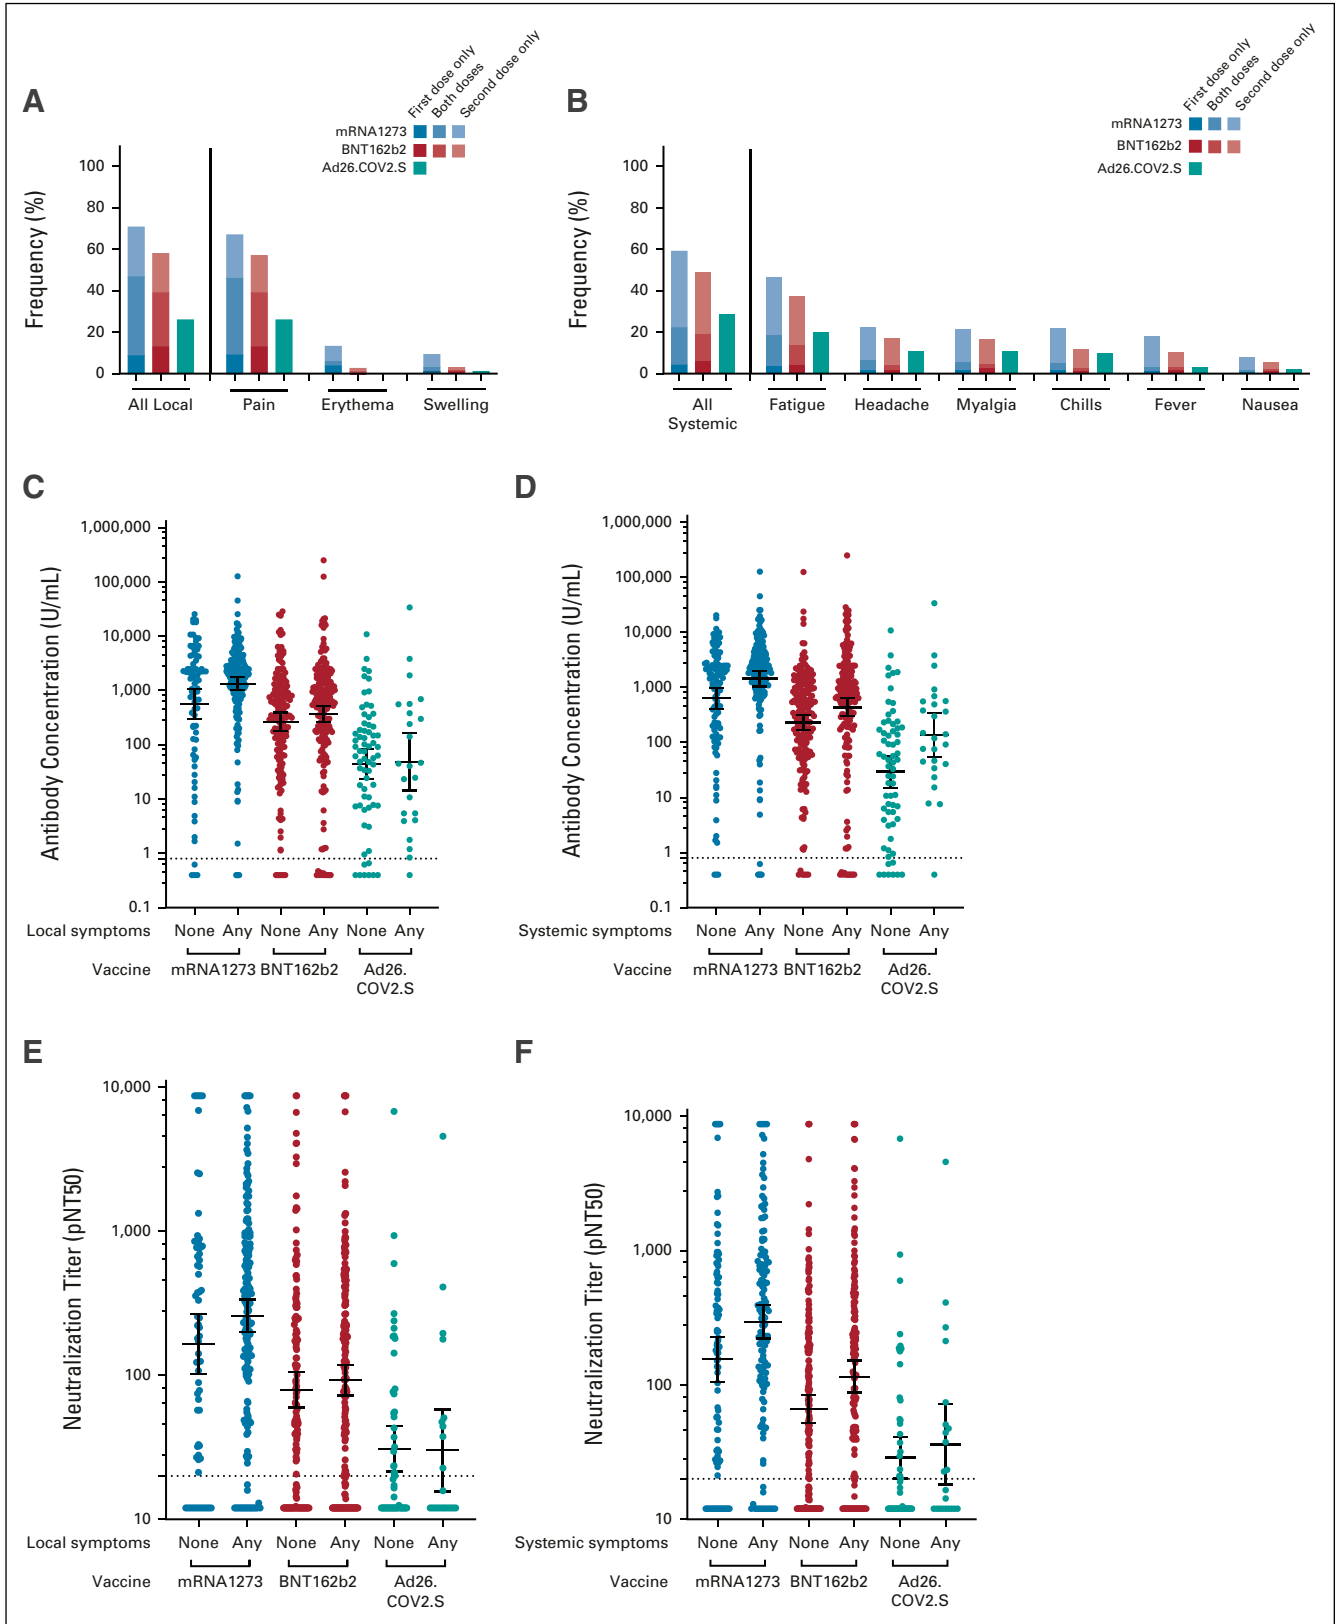 A
First dose only
Both doses
Second dose only
mRNA1273
BNT162b2
Ad26.COV2.S
Frequency (%)
100
80
60
40
20
0
All Local
Pain
Erythema
Swelling
B
First dose only
Both doses
Second dose only
mRNA1273
BNT162b2
Ad26.COV2.S
Frequency (%)
100
80
60
40
20
0
All
Systemic
Fatigue
Headache
Myalgia
Chills
Fever
Nausea
C
Antibody Concentration (U/mL)
1,000,000
100,000
10,000
1,000
100
10
1
0.1
Local symptoms None Any None Any None Any
Vaccine mRNA1273 BNT162b2 Ad26.
COV2.S
D
Antibody Concentration (U/mL)
1,000,000
100,000
10,000
1,000
100
10
1
0.1
Systemic symptoms None Any None Any None Any
Vaccine mRNA1273 BNT162b2 Ad26.
COV2.S
E
Neutralization Titer (pNT50)
10,000
1,000
100
10
Local symptoms None Any None Any None Any
Vaccine mRNA1273 BNT162b2 Ad26.
COV2.S
F
Neutralization Titer (pNT50)
10,000
1,000
100
10
Systemic symptoms None Any None Any None Any
Vaccine mRNA1273 BNT162b2 Ad26.
COV2.S